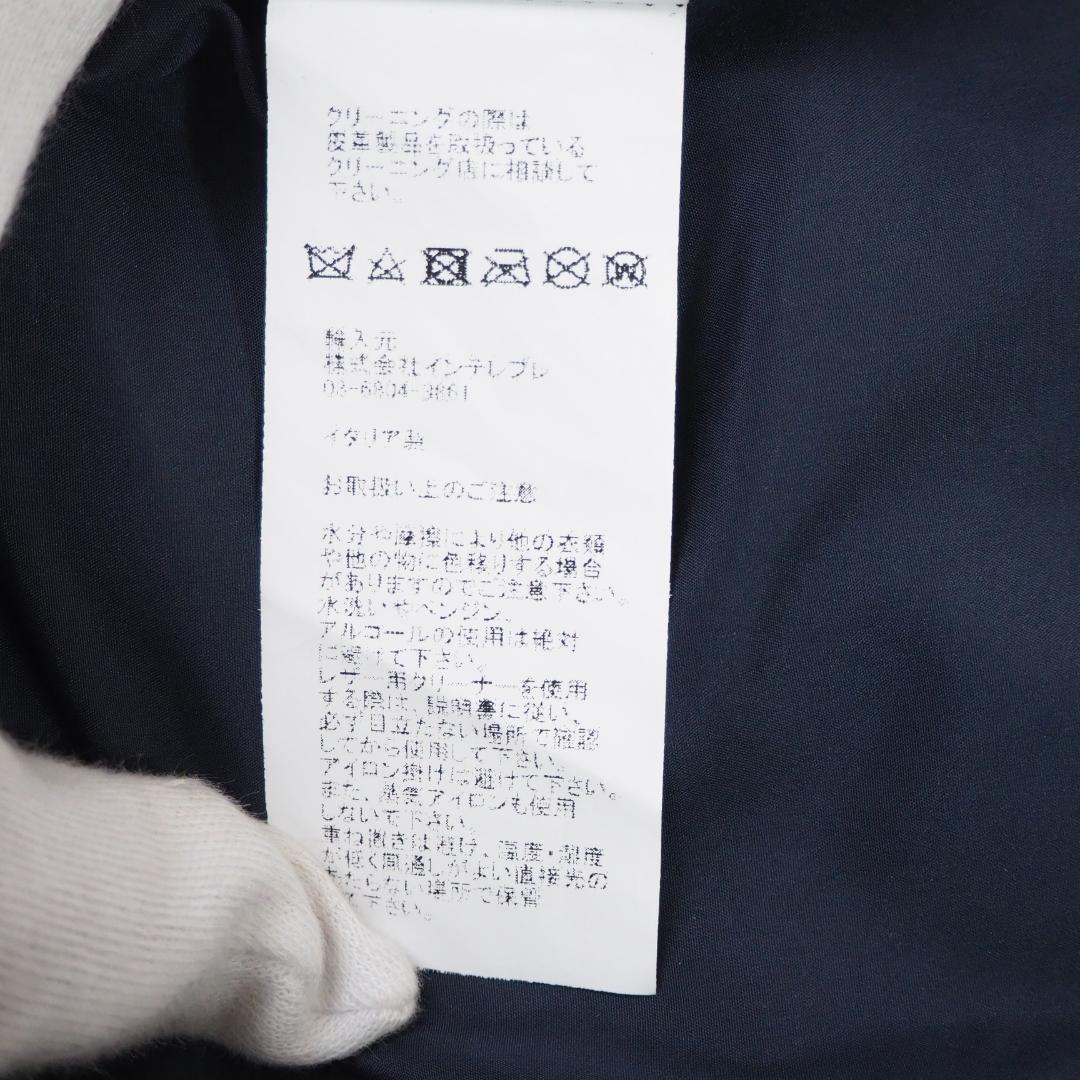 クリーニングの際は
皮革製品を取扱っている
クリーニング店に相談して
下さい。
輸入元
株式会社インテレプレ
03-6804-3861
イタリア製
お取扱い上のご注意
水分や摩擦により他の衣類
や他の物に色移りする場合
がありますのでご注意下さい。
水洗いやベンジン、
アルコールの使用は絶対
に避けて下さい。
レザー用クリーナーを使用
する際は、説明書に従い、
必ず目立たない場所で確認
してから使用して下さい。
アイロン掛けは避けて下さい。
また、蒸気アイロンも使用
しないで下さい。
重ね置きは避け、温度・湿度
が低く風通しがよい直接光の
当たらない場所で保管
て下さい。